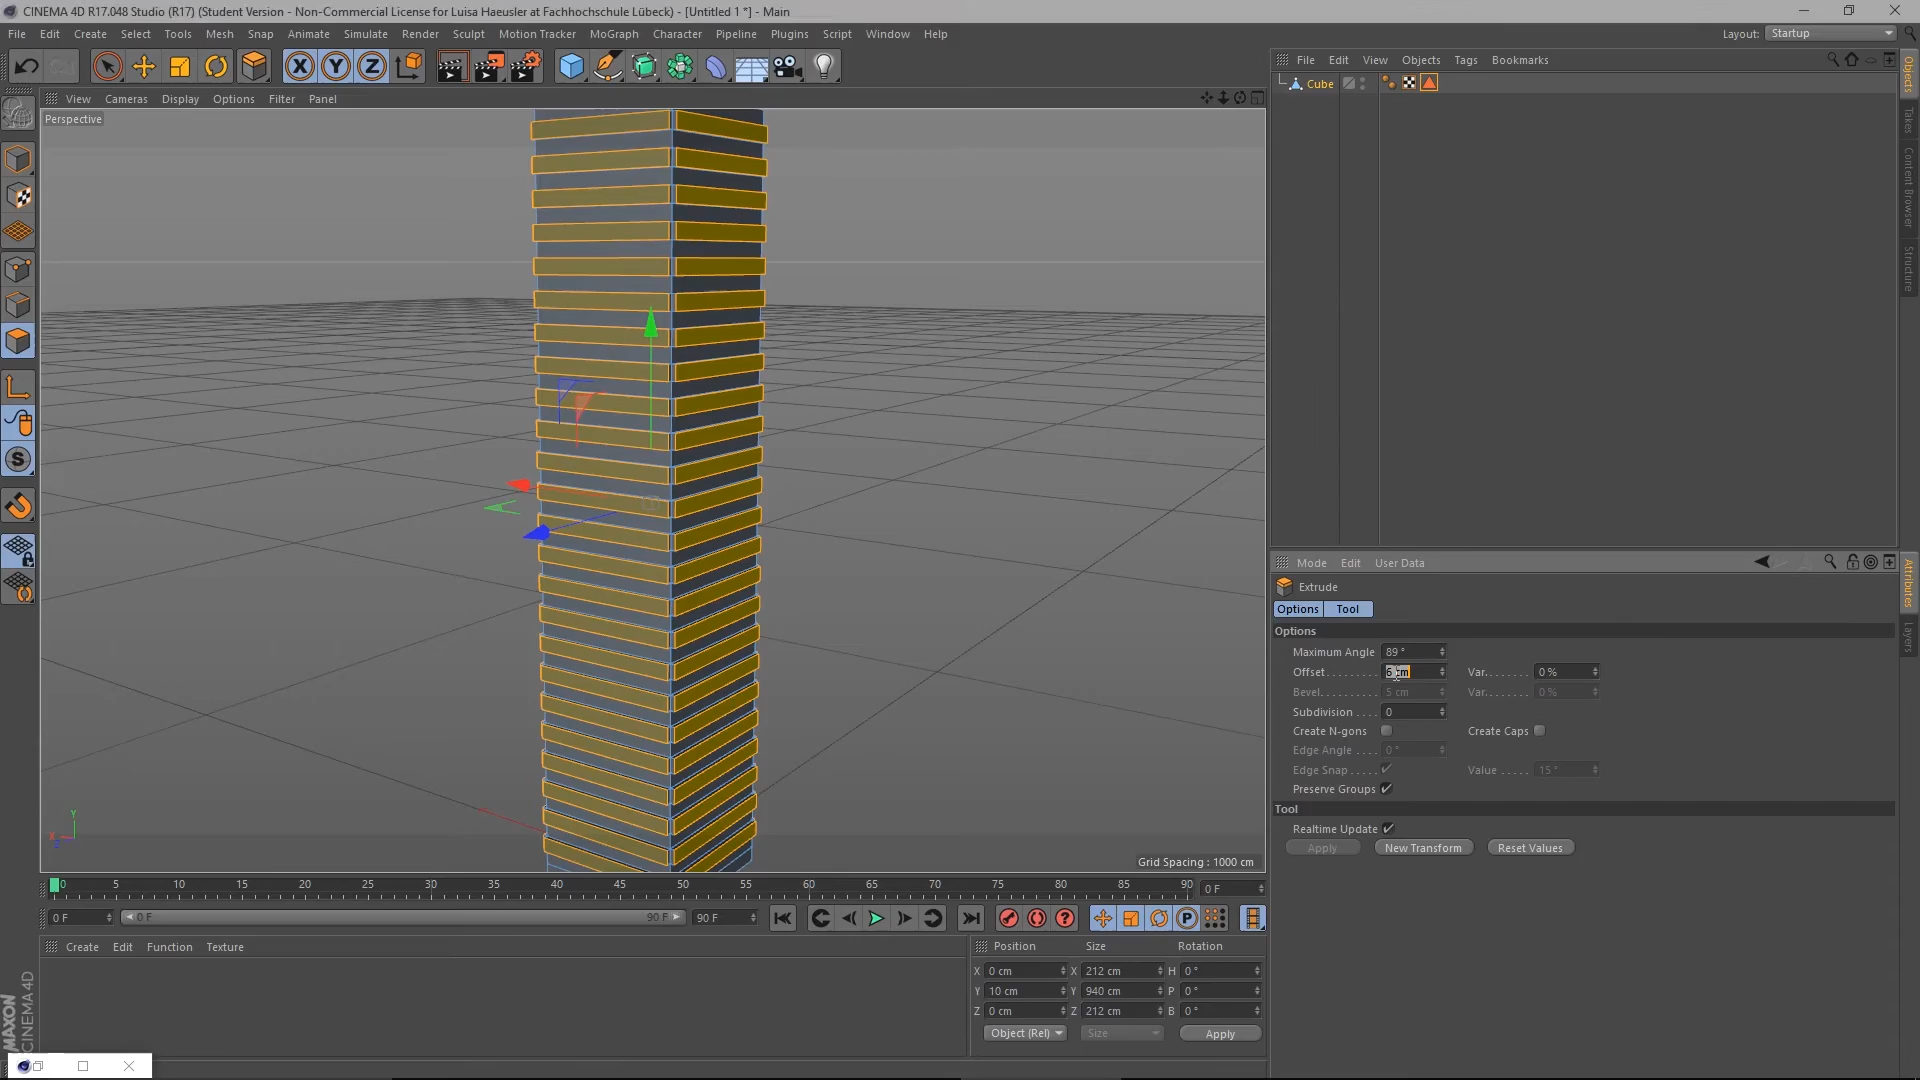 CINEMA 4D R17.048 Studio (R17) (Student Version - Non-Commercial License for Luisa Haeusler at Fachhochschule Lübeck) - [Untitled 1 *] - Main
File Edit Create Select Tools Mesh Snap Animate Simulate Render Sculpt Motion Tracker MoGraph Character Pipeline Plugins Script Window Help
Layout: Startup
X Y Z
File Edit View Objects Tags Bookmarks
Cube
Objects
Takes
Content Browser
Structure
View Cameras Display Options Filter Panel
Perspective
Grid Spacing : 1000 cm
Y
X
Z
S
Mode Edit User Data
Extrude
Options Tool
Options
Maximum Angle 89 °
Offset. . . . . . . . . cm Var. . . . . . . 0 %
Bevel. . . . . . . . . . 5 cm Var. . . . . . . 0 %
Subdivision . . . . 0
Create N-gons Create Caps
Edge Angle . . . . 0 ° 
Edge Snap . . . . . Value . . . . . 15 °
Preserve Groups
Tool
Realtime Update
Apply New Transform Reset Values
Attributes
Layers
0 5 10 15 20 25 30 35 40 45 50 55 60 65 70 75 80 85 90 0 F
0 F 0 F 90 F 90 F ? P
Create Edit Function Texture
Position Size Rotation
X 0 cm X 212 cm H 0 °
Y 10 cm Y 940 cm P 0 °
Z 0 cm Z 212 cm B 0 °
Object (Rel) Size Apply
MAXON
CINEMA 4D